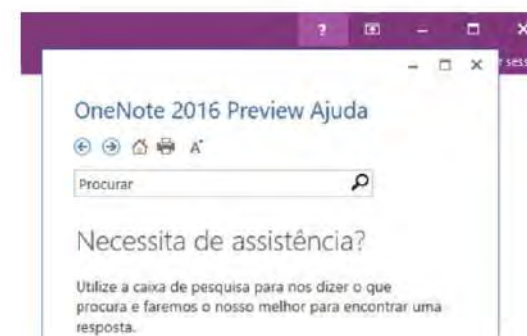 ?
r sess
OneNote 2016 Preview Ajuda
A
Procurar
Necessita de assistência?
Utilize a caixa de pesquisa para nos dizer o que
procura e faremos o nosso melhor para encontrar uma
resposta.